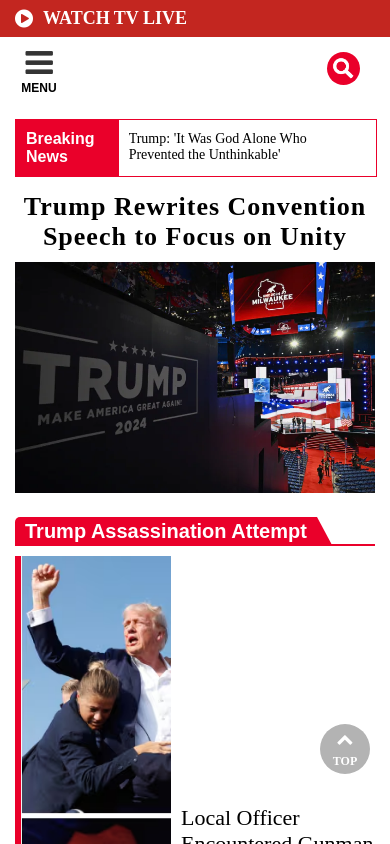 WATCH TV LIVE
MENU
Breaking
News
Trump: 'It Was God Alone Who
Prevented the Unthinkable'
Trump Rewrites Convention
Speech to Focus on Unity
MILWAUKEE
TRUMP
MAKE AMERICA GREAT AGAIN!
2024
Trump Assassination Attempt
TOP
Local Officer
Encountered Gunman